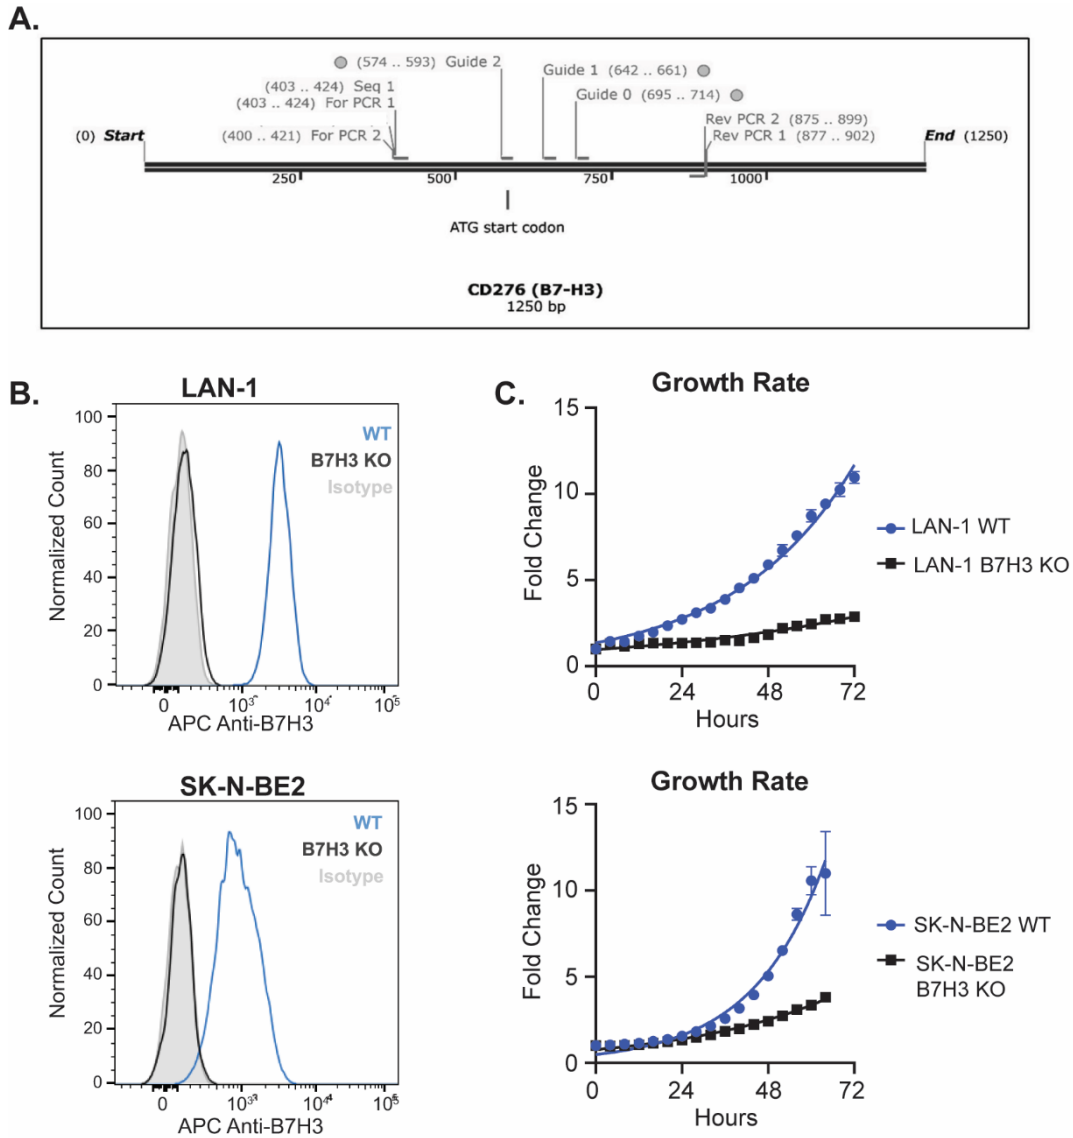 A.
(574 .. 593) Guide 2
Guide 1 (642 .. 661)
(403 .. 424) Seq 1
(403 .. 424) For PCR 1
Guide 0 (695 .. 714)
Rev PCR 2 (875 .. 899)
(0) Start
(400 .. 421) For PCR 2
Rev PCR 1 (877 .. 902)
End (1250)
250 500 750 1000
ATG start codon
CD276 (B7-H3)
1250 bp
B.
LAN-1
Normalized Count
100
80
60
40
20
0
WT
B7H3 KO
Isotype
0 10³ 10⁴ 10⁵
APC Anti-B7H3
C.
Growth Rate
Fold Change
15
10
5
0
0 24 48 72
Hours
LAN-1 WT
LAN-1 B7H3 KO
SK-N-BE2
Normalized Count
100
80
60
40
20
0
WT
B7H3 KO
Isotype
0 10³ 10⁴ 10⁵
APC Anti-B7H3
Growth Rate
Fold Change
15
10
5
0
0 24 48 72
Hours
SK-N-BE2 WT
SK-N-BE2
B7H3 KO